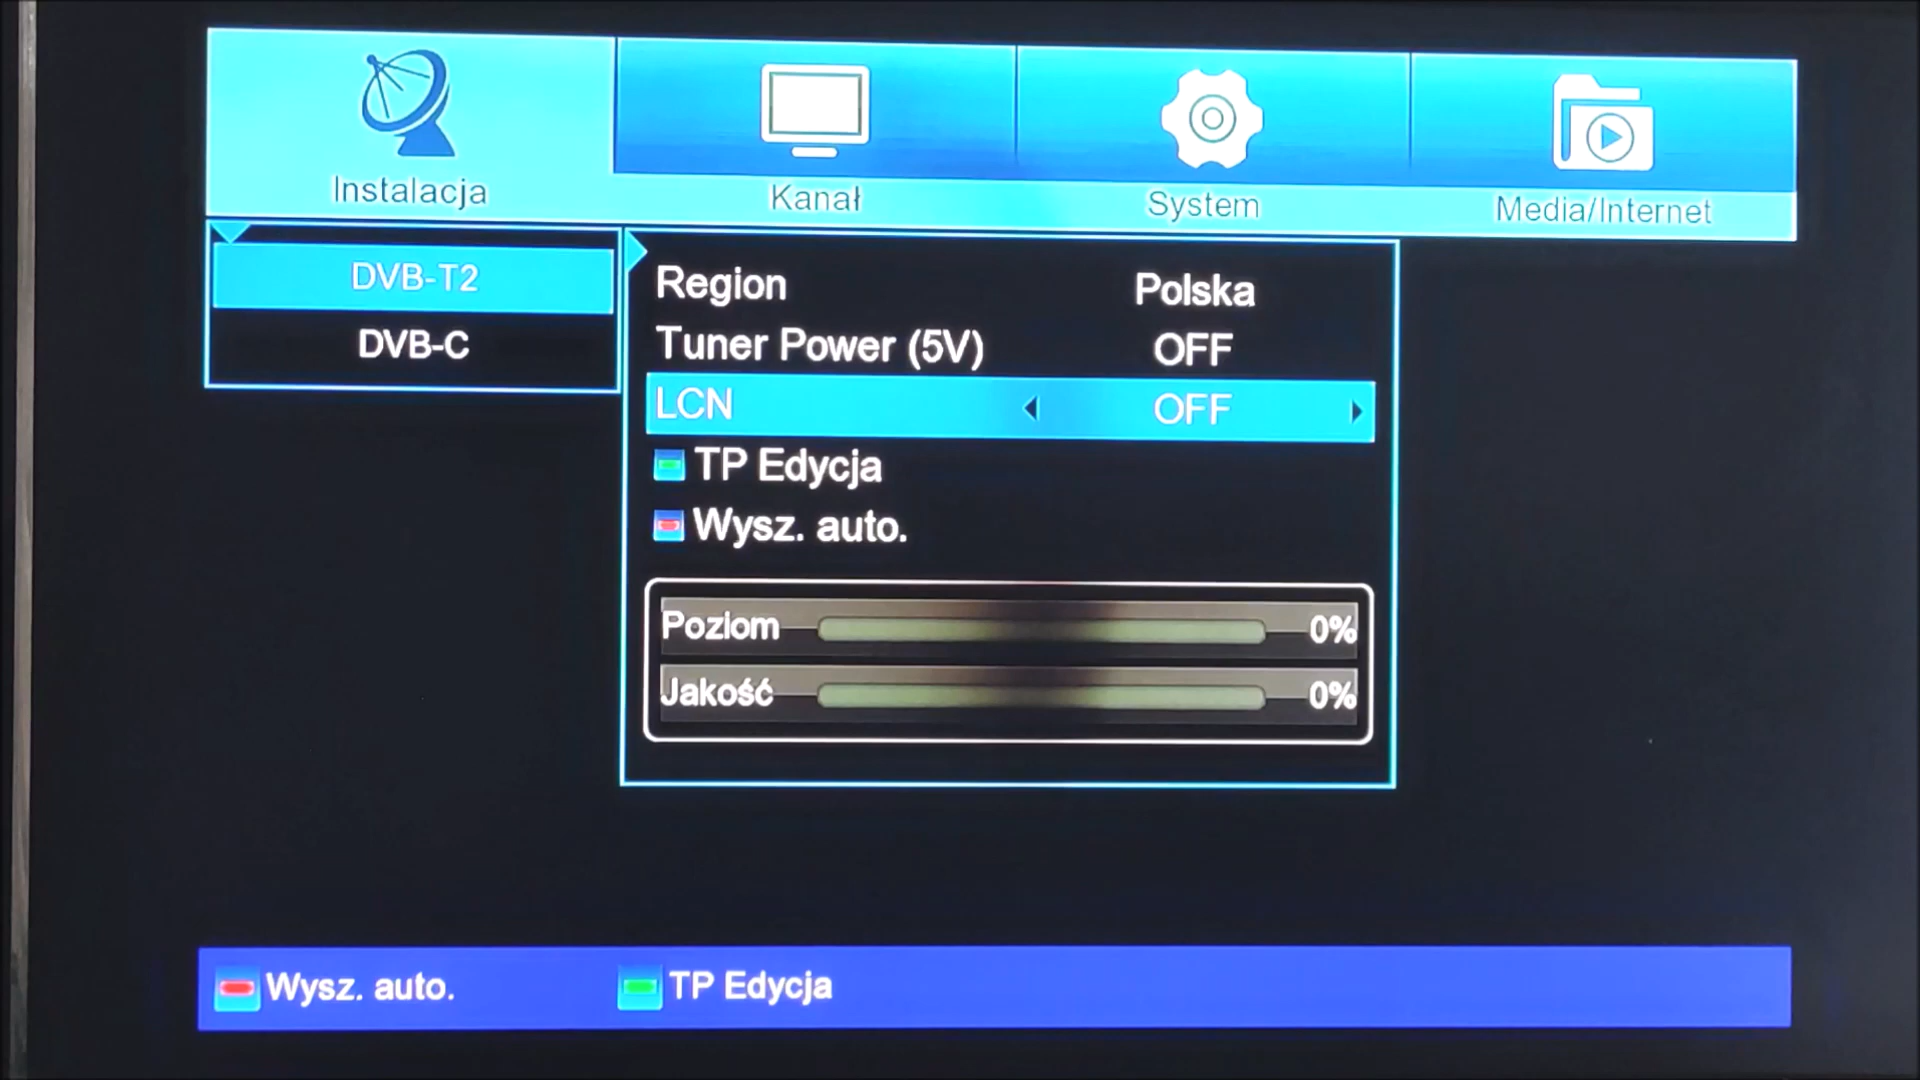 Instalacja
Kanał
System
Media/Internet
DVB-T2
DVB-C
Region Polska
Tuner Power (5V) OFF
LCN OFF
TP Edycja
Wysz. auto.
Poziom 0%
Jakość 0%
Wysz. auto. TP Edycja